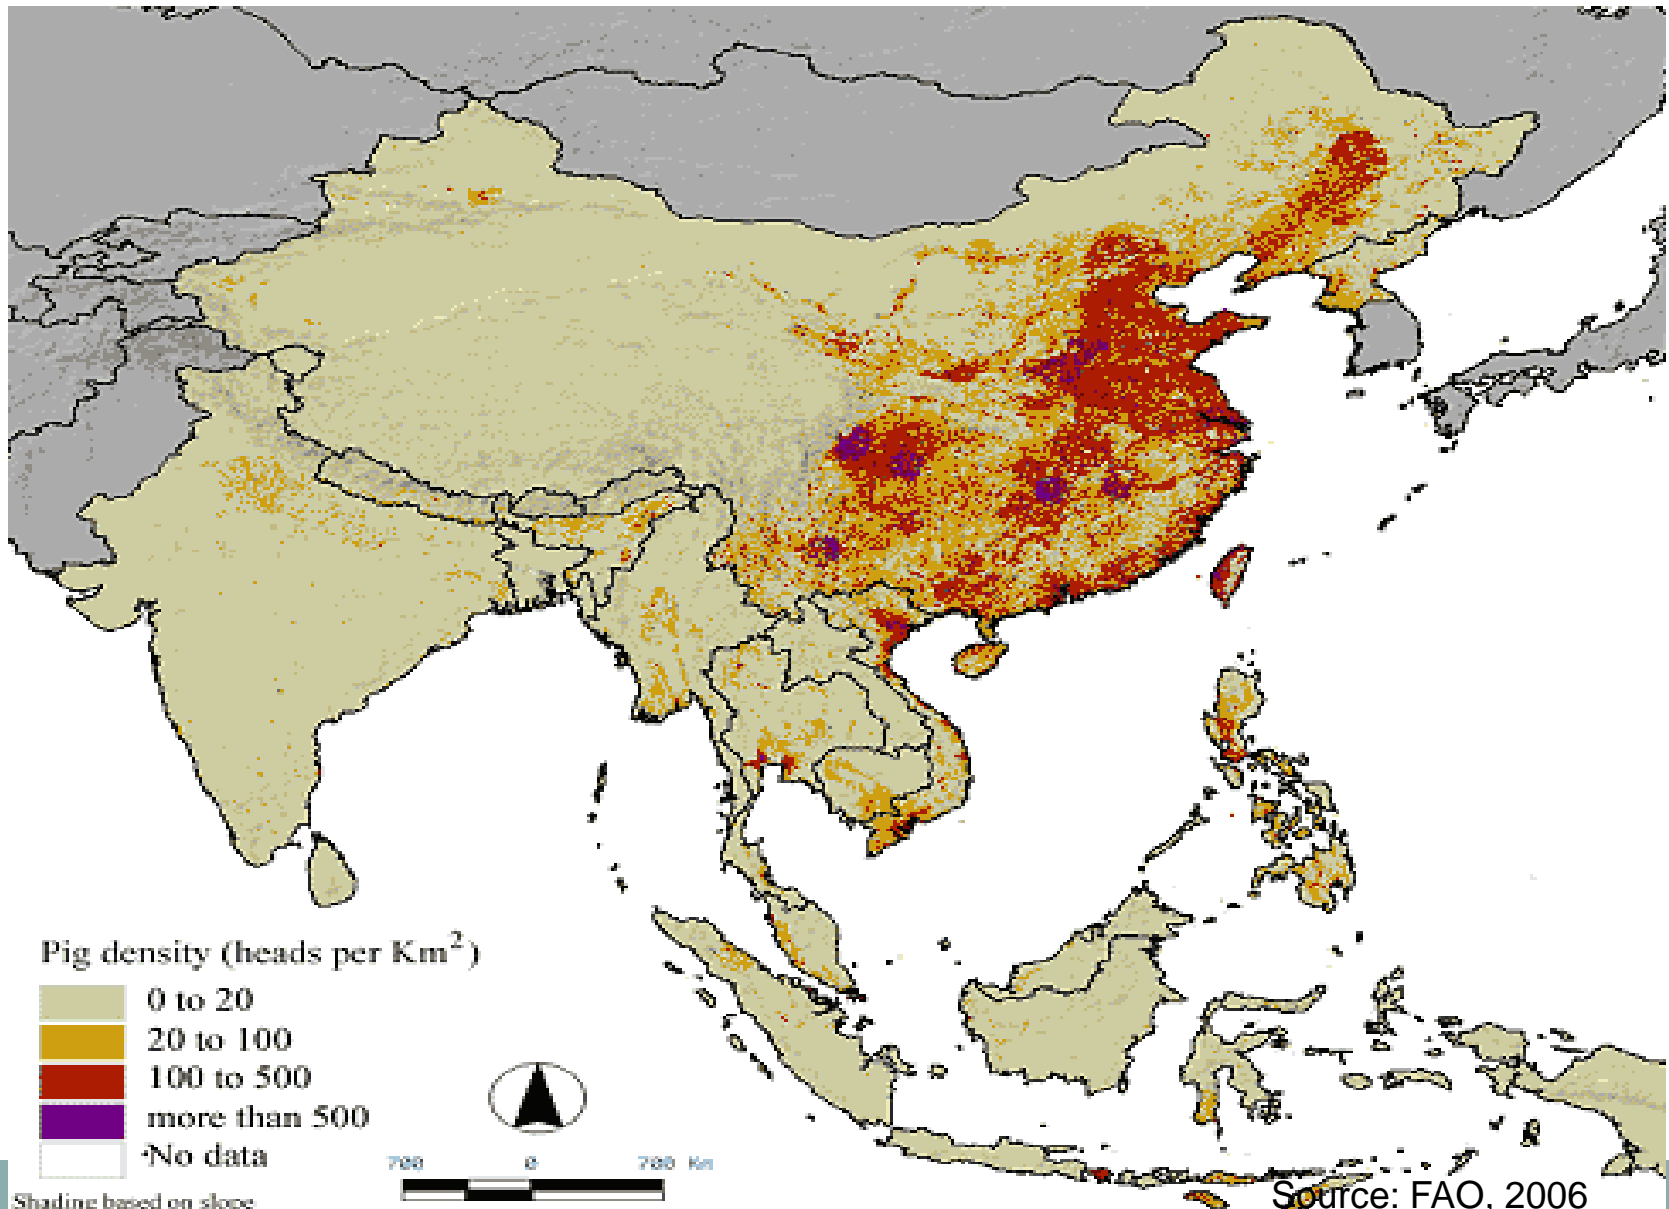 Pig density (heads per Km²)
0 to 20
20 to 100
100 to 500
more than 500
No data
700 0 700 Km
Shading based on slope
Source: FAO, 2006